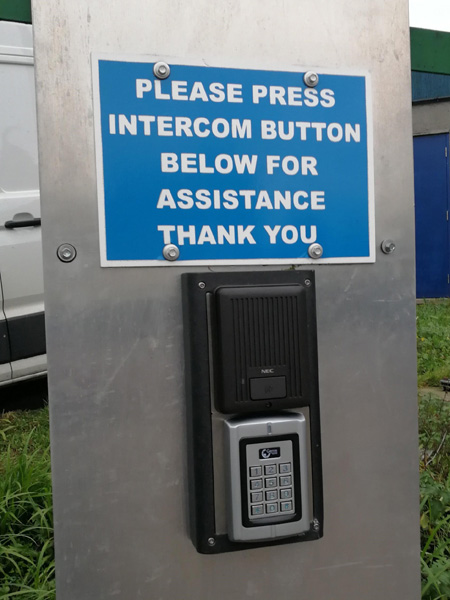 PLEASE PRESS
INTERCOM BUTTON
BELOW FOR
ASSISTANCE
THANK YOU
NEC